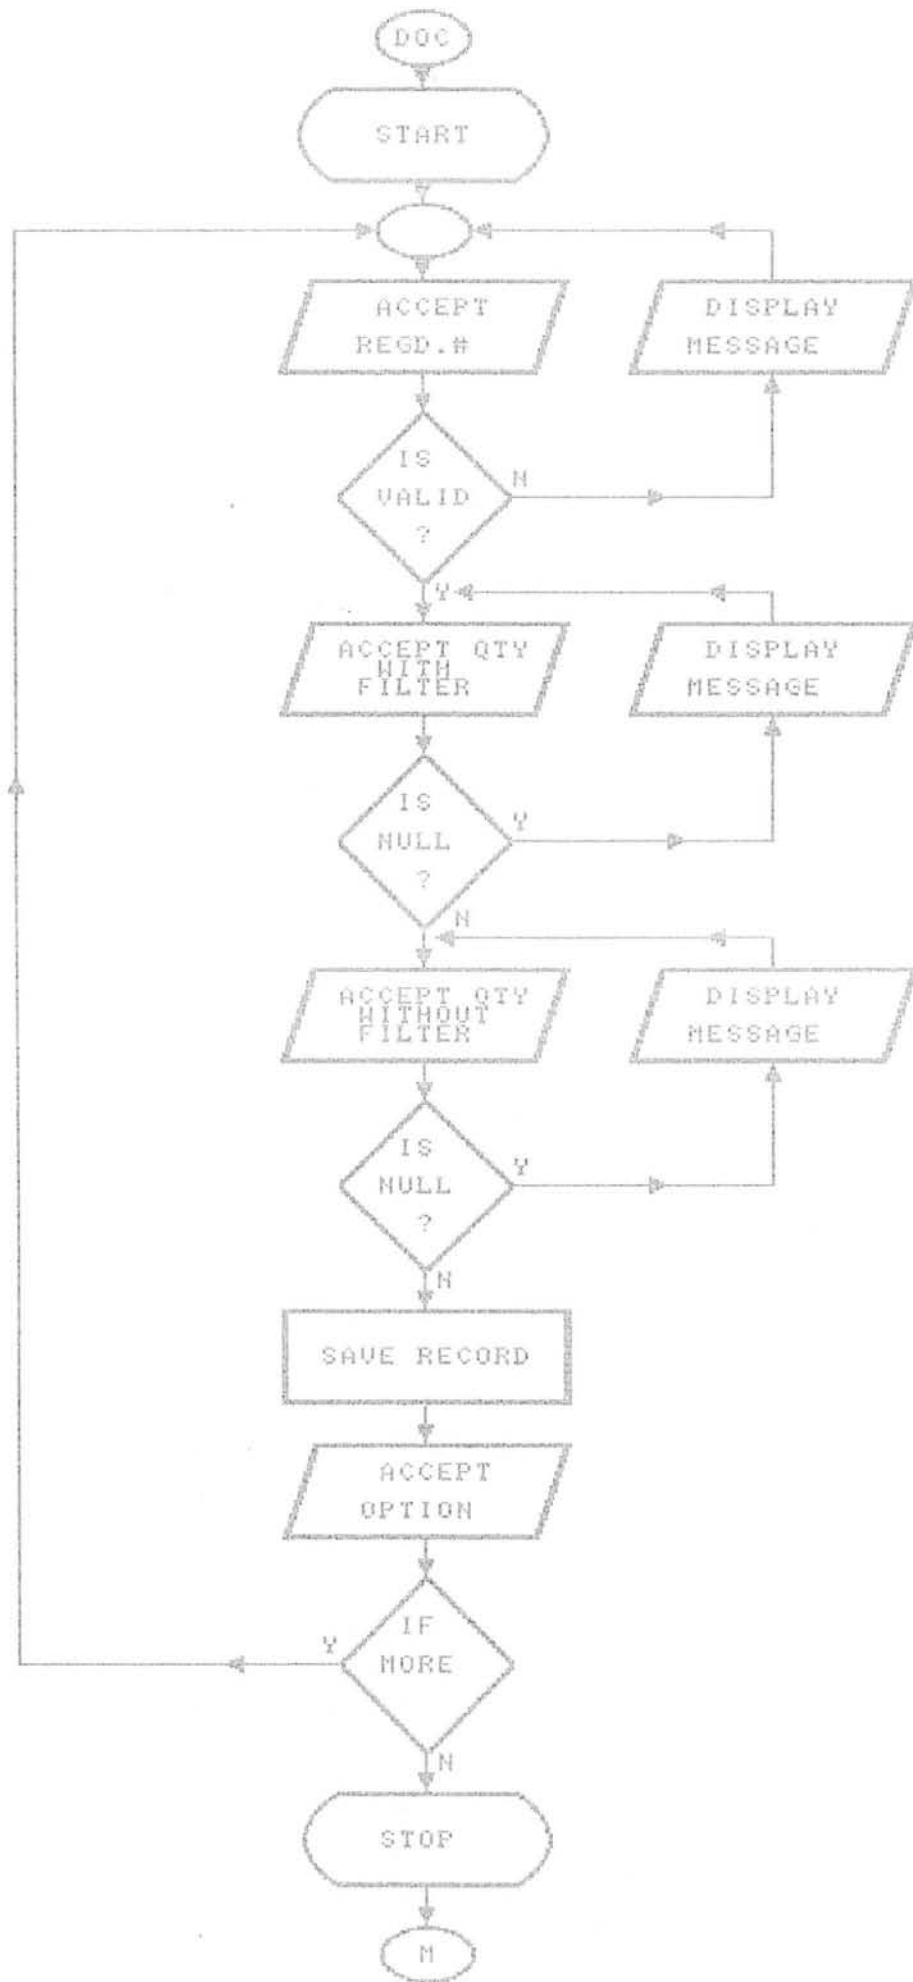 DOC
START
ACCEPT
REGD.#
DISPLAY
MESSAGE
IS
VALID
?
N
Y
ACCEPT QTY
WITH
FILTER
DISPLAY
MESSAGE
IS
NULL
?
Y
N
ACCEPT QTY
WITHOUT
FILTER
DISPLAY
MESSAGE
IS
NULL
?
Y
N
SAVE RECORD
ACCEPT
OPTION
IF
MORE
Y
N
STOP
M